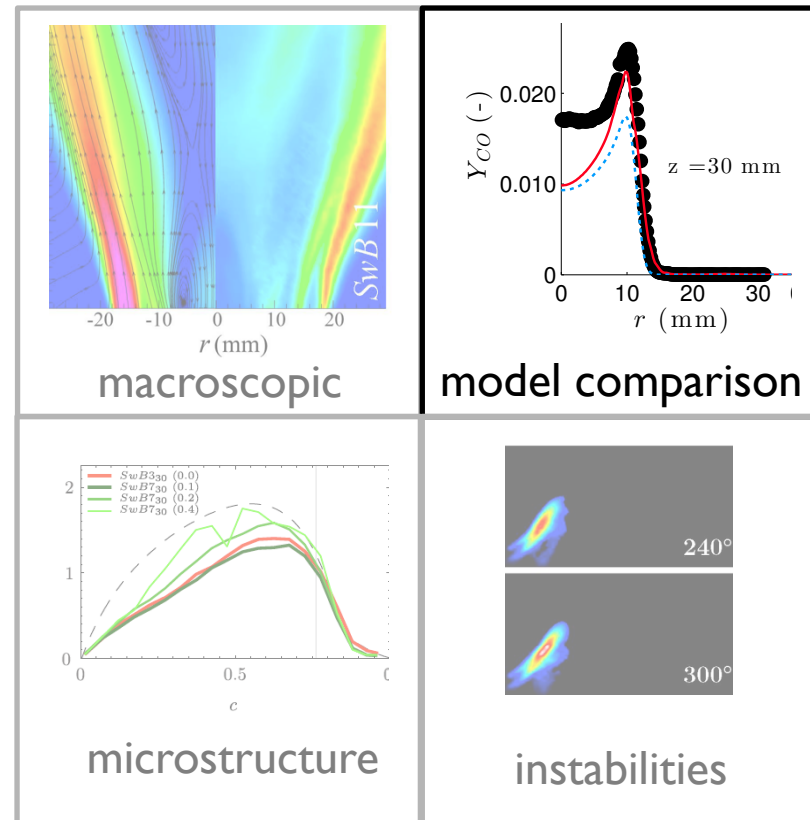 SwB11
-20 -10 0 10 20
r (mm)
macroscopic
Y_CO (-)
0.020
0.010
0
z =30 mm
0 10 20 30
r (mm)
model comparison
SwB3_30 (0.0)
SwB7_30 (0.1)
SwB7_30 (0.2)
SwB7_30 (0.4)
2
1
0
0 0.5
c
microstructure
240°
300°
instabilities